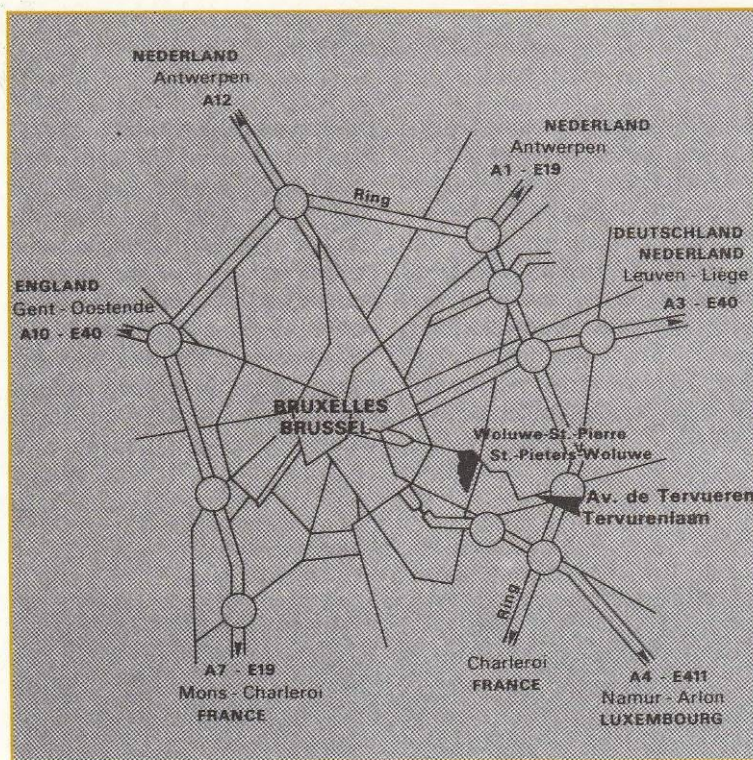 NEDERLAND
Antwerpen
A12
NEDERLAND
Antwerpen
A1 - E19
Ring
DEUTSCHLAND
NEDERLAND
Leuven - Liège
A3 - E40
ENGLAND
Gent - Oostende
A10 - E40
BRUXELLES
BRUSSEL
Woluwe-St.-Pierre
St.-Pieters-Woluwe
Av. de Tervueren
Tervurenlaan
Ring
A7 - E19
Mons - Charleroi
FRANCE
Charleroi
FRANCE
A4 - E411
Namur - Arlon
LUXEMBOURG